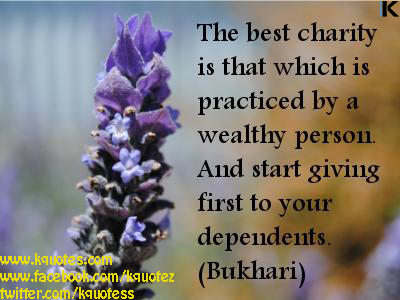 K
The best charity
is that which is
practiced by a
wealthy person.
And start giving
first to your
dependents.
(Bukhari)
www.kquotes.com
www.facebook.com/kquotez
twitter.com/kquotess